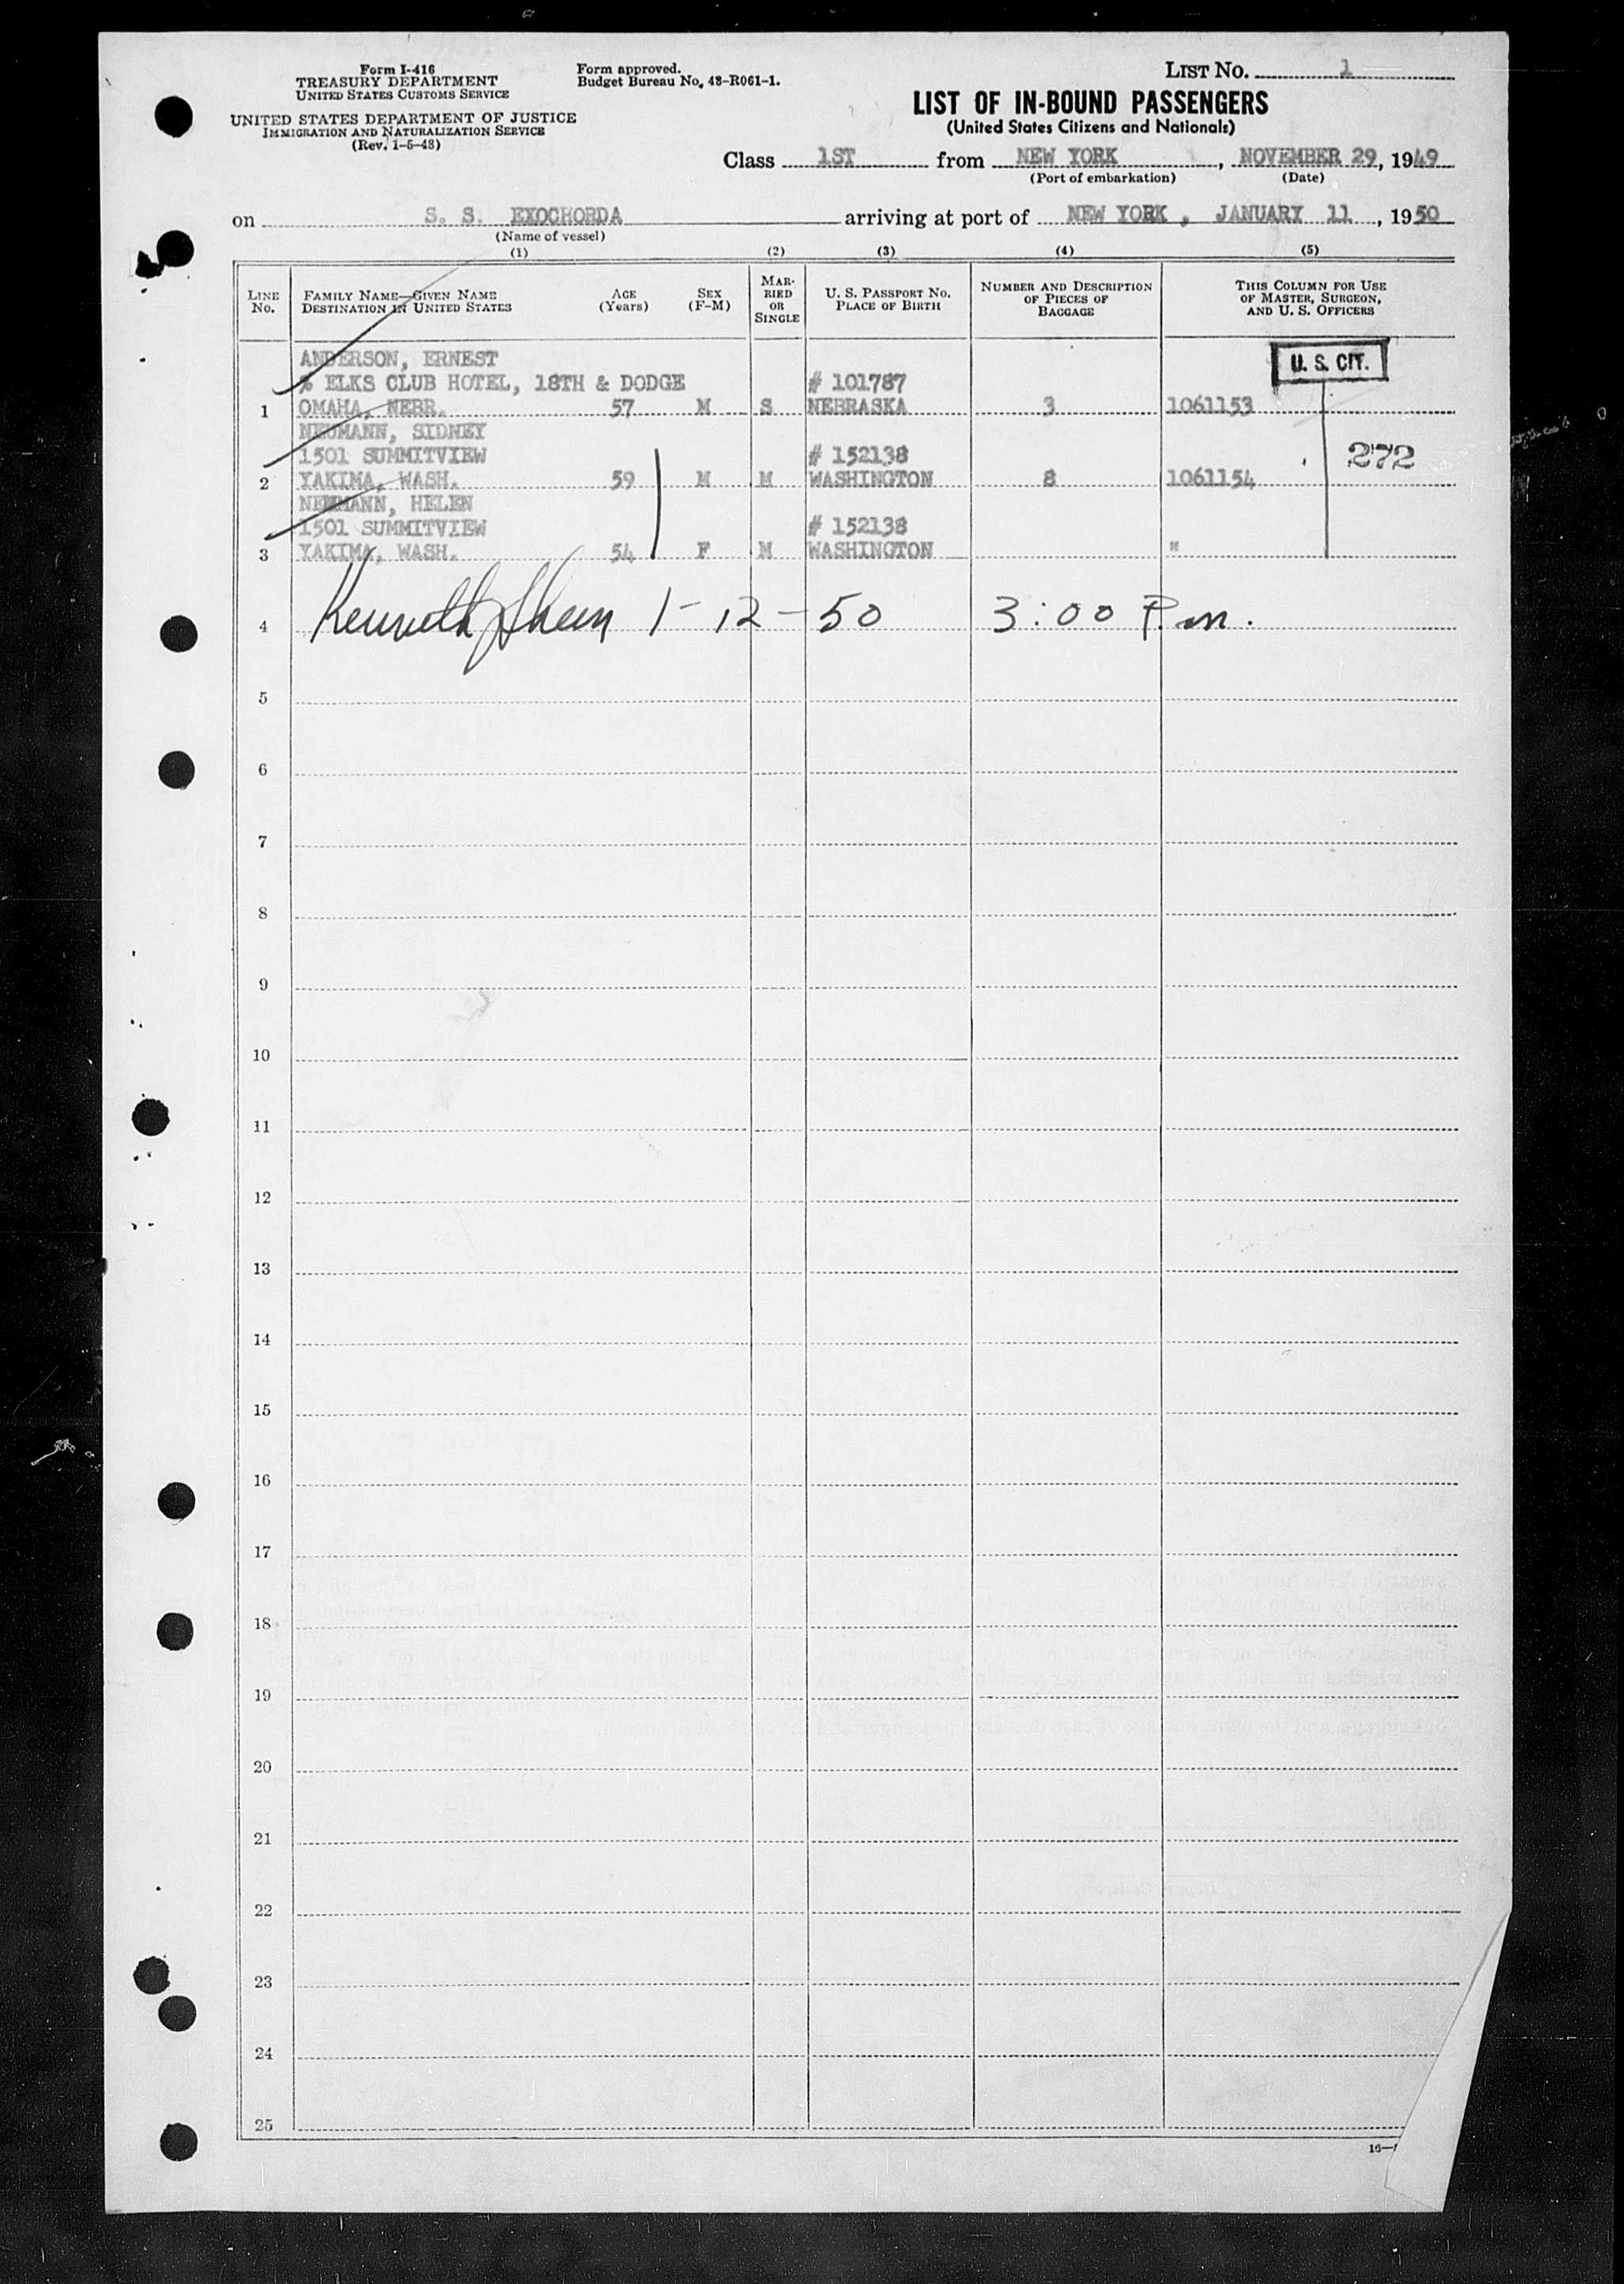 Form I-416
TREASURY DEPARTMENT
UNITED STATES CUSTOMS SERVICE
UNITED STATES DEPARTMENT OF JUSTICE
IMMIGRATION AND NATURALIZATION SERVICE
(Rev. 1-5-48)
Form approved.
Budget Bureau No. 48-R061-1.
LIST No. 1
LIST OF IN-BOUND PASSENGERS
(United States Citizens and Nationals)
Class 1ST from NEW YORK, NOVEMBER 29, 1949
(Port of embarkation) (Date)
on S. S. EXOCHORDA arriving at port of NEW YORK, JANUARY 11, 1950
(Name of vessel)
(1) (2) (3) (4) (5)
LINE No.
FAMILY NAME—GIVEN NAME
DESTINATION IN UNITED STATES
AGE (Years)
SEX (F-M)
MARRIED OR SINGLE
U. S. PASSPORT No.
PLACE OF BIRTH
NUMBER AND DESCRIPTION OF PIECES OF BAGGAGE
THIS COLUMN FOR USE OF MASTER, SURGEON, AND U. S. OFFICERS
U. S. CIT.
ANDERSON, ERNEST
% ELKS CLUB HOTEL, 18TH & DODGE # 101787
1 OMAHA, NEBR. 57 M S NEBRASKA 3 1061153
NEUMANN, SIDNEY
1501 SUMMITVIEW # 152138 272
2 YAKIMA, WASH. 59 M M WASHINGTON 8 1061154
NEUMANN, HELEN
1501 SUMMITVIEW # 152138
3 YAKIMA, WASH. 54 F M WASHINGTON "
4 Kenneth 1-12-50 3:00 P.m.
5
6
7
8
9
10
11
12
13
14
15
16
17
18
19
20
21
22
23
24
25